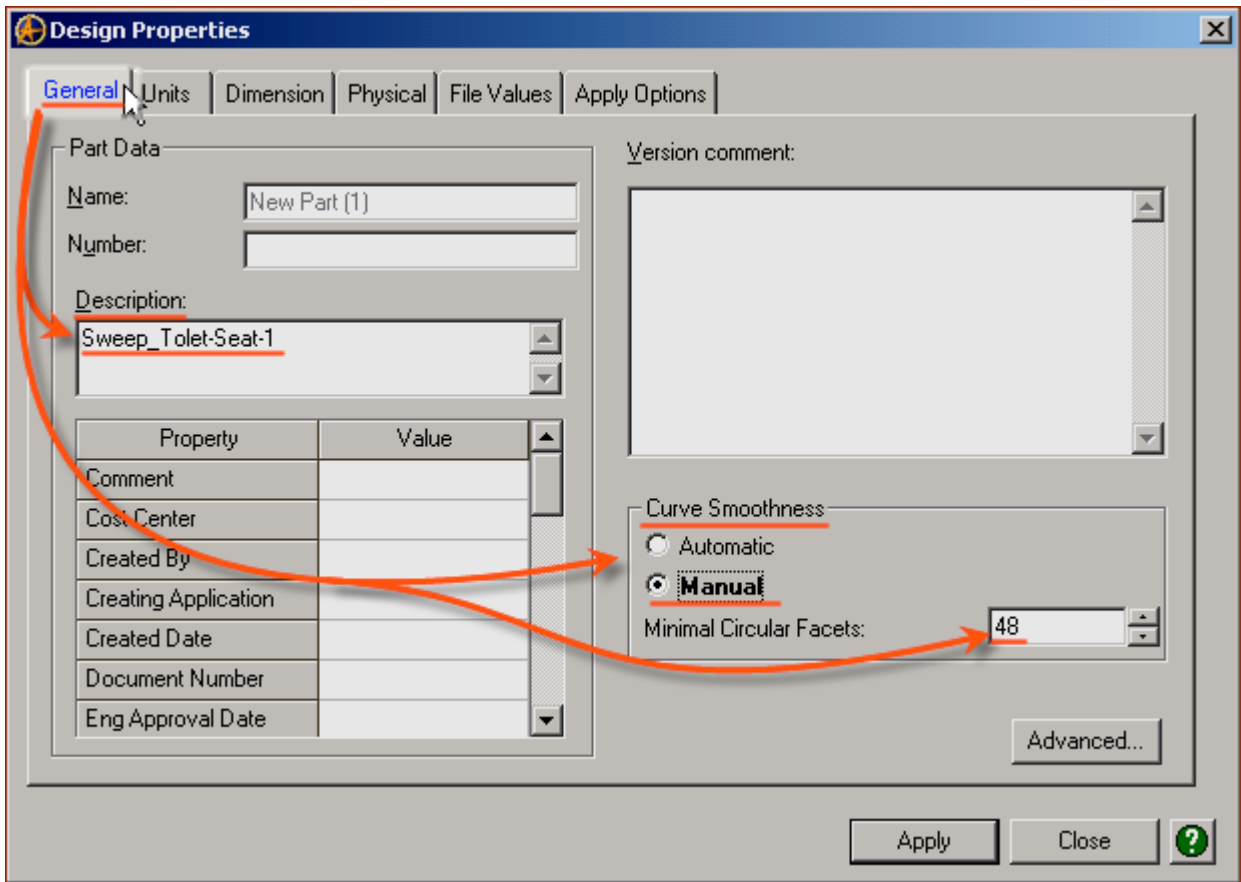 Design Properties
General Units Dimension Physical File Values Apply Options
Part Data
Name: New Part (1)
Number:
Description:
Sweep_Tolet-Seat-1
Property Value
Comment
Cost Center
Created By
Creating Application
Created Date
Document Number
Eng Approval Date
Version comment:
Curve Smoothness
Automatic
Manual
Minimal Circular Facets: 48
Advanced...
Apply Close ?